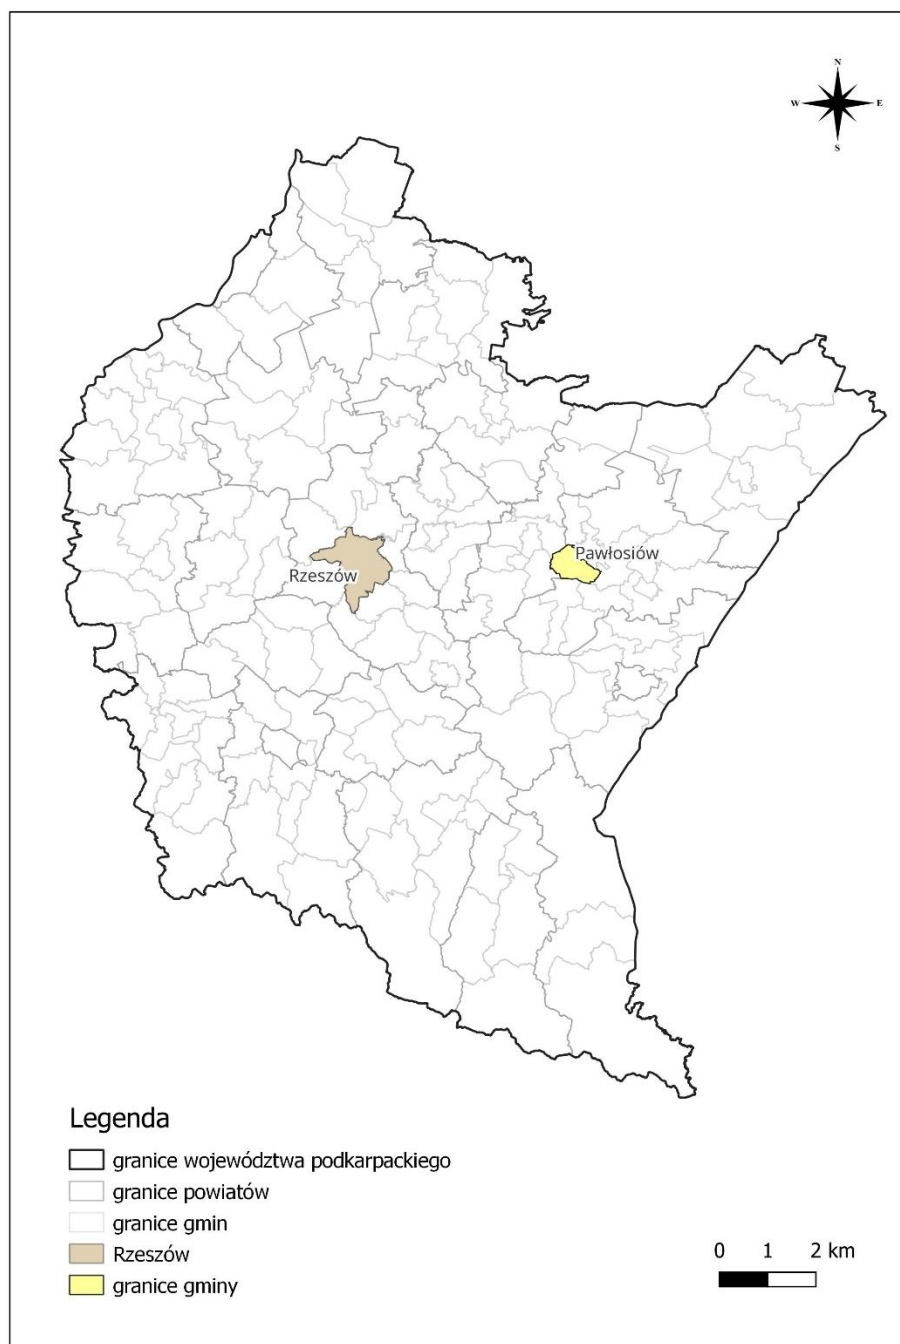 N
W E
S
Pawłosiów
Rzeszów
Legenda
granice województwa podkarpackiego
granice powiatów
granice gmin
Rzeszów
granice gminy
0 1 2 km